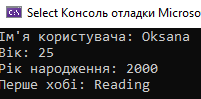 Select Консоль отладки Microso
Ім'я користувача: Oksana
Вік: 25
Рік народження: 2000
Перше хобі: Reading